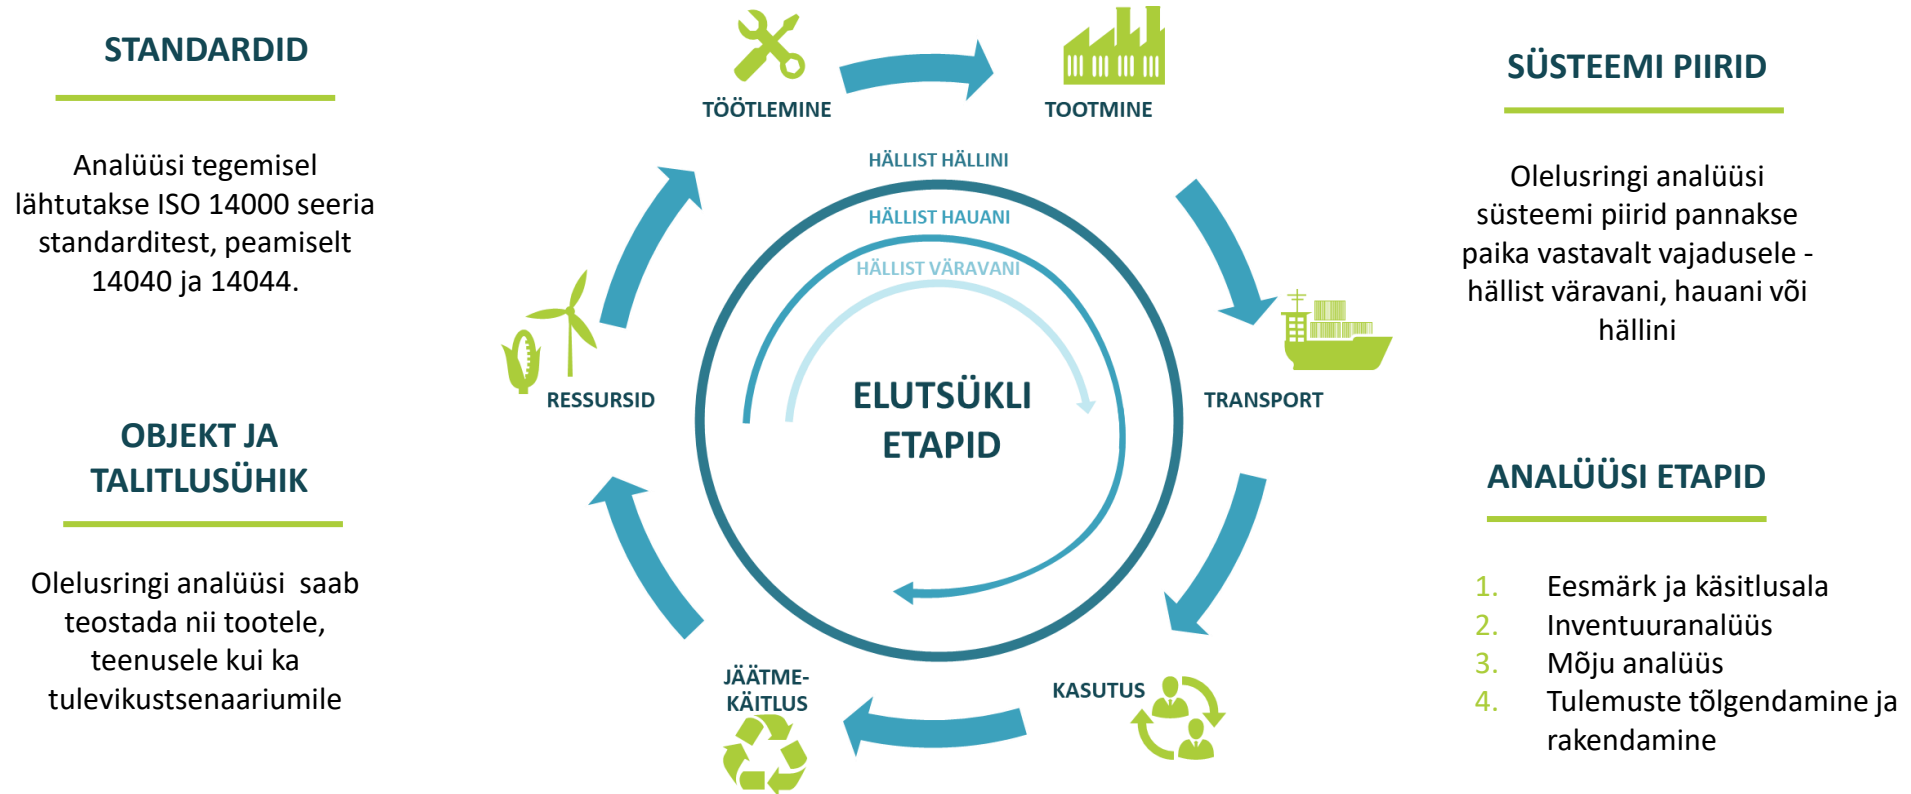 STANDARDID
Analüüsi tegemisel
lähtutakse ISO 14000 seeria
standarditest, peamiselt
14040 ja 14044.
OBJEKT JA
TALITLUSÜHIK
Olelusringi analüüsi saab
teostada nii tootele,
teenusele kui ka
tulevikustsenaariumile
TÖÖTLEMINE
TOOTMINE
HÄLLIST HÄLLINI
HÄLLIST HAUANI
HÄLLIST VÄRAVANI
RESSURSID
ELUTSÜKLI
ETAPID
TRANSPORT
JÄÄTME-
KÄITLUS
KASUTUS
SÜSTEEMI PIIRID
Olelusringi analüüsi
süsteemi piirid pannakse
paika vastavalt vajadusele -
hällist väravani, hauani või
hällini
ANALÜÜSI ETAPID
1. Eesmärk ja käsitlusala
2. Inventuuranalüüs
3. Mõju analüüs
4. Tulemuste tõlgendamine ja
rakendamine